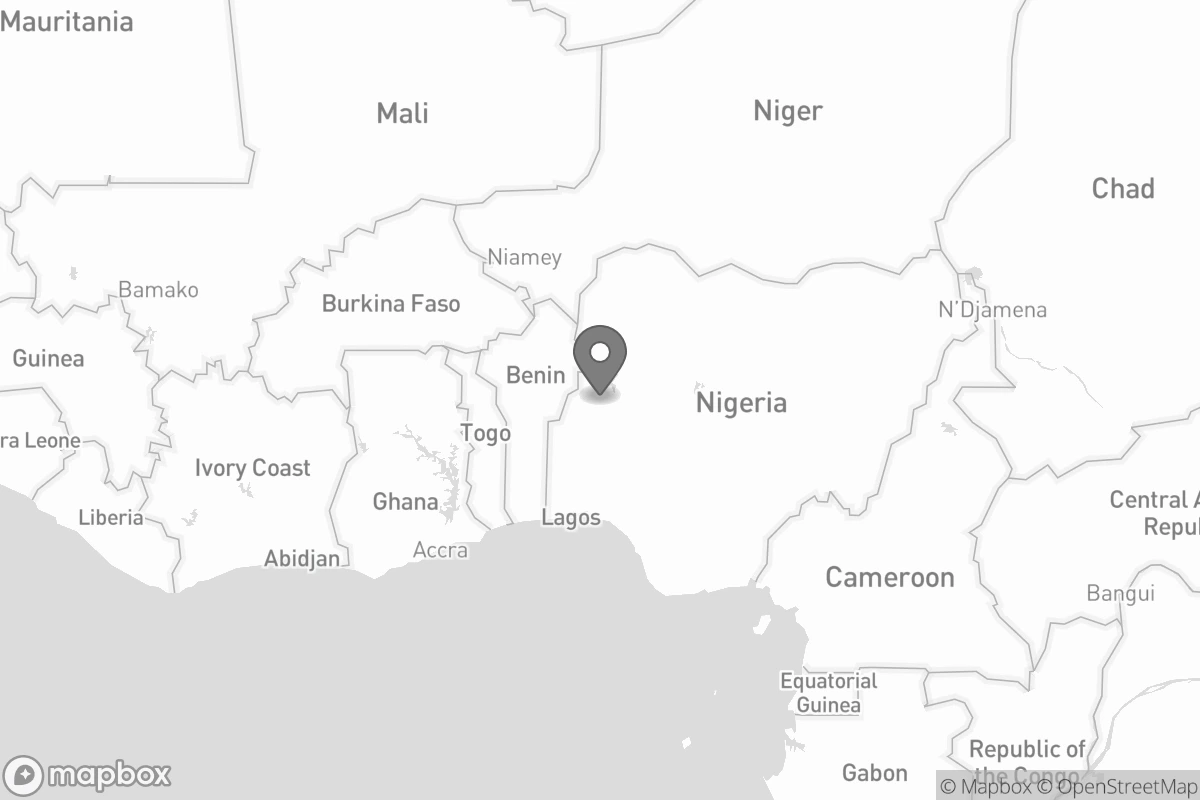 Mauritania
Mali
Niger
Chad
Niamey
Bamako
Burkina Faso
N'Djamena
Guinea
Benin
Nigeria
Togo
ra Leone
Ivory Coast
Ghana
Central A
Repu
Liberia
Lagos
Accra
Abidjan
Cameroon
Bangui
Equatorial
Guinea
Republic of
the Congo
Gabon
mapbox
© Mapbox © OpenStreetMap